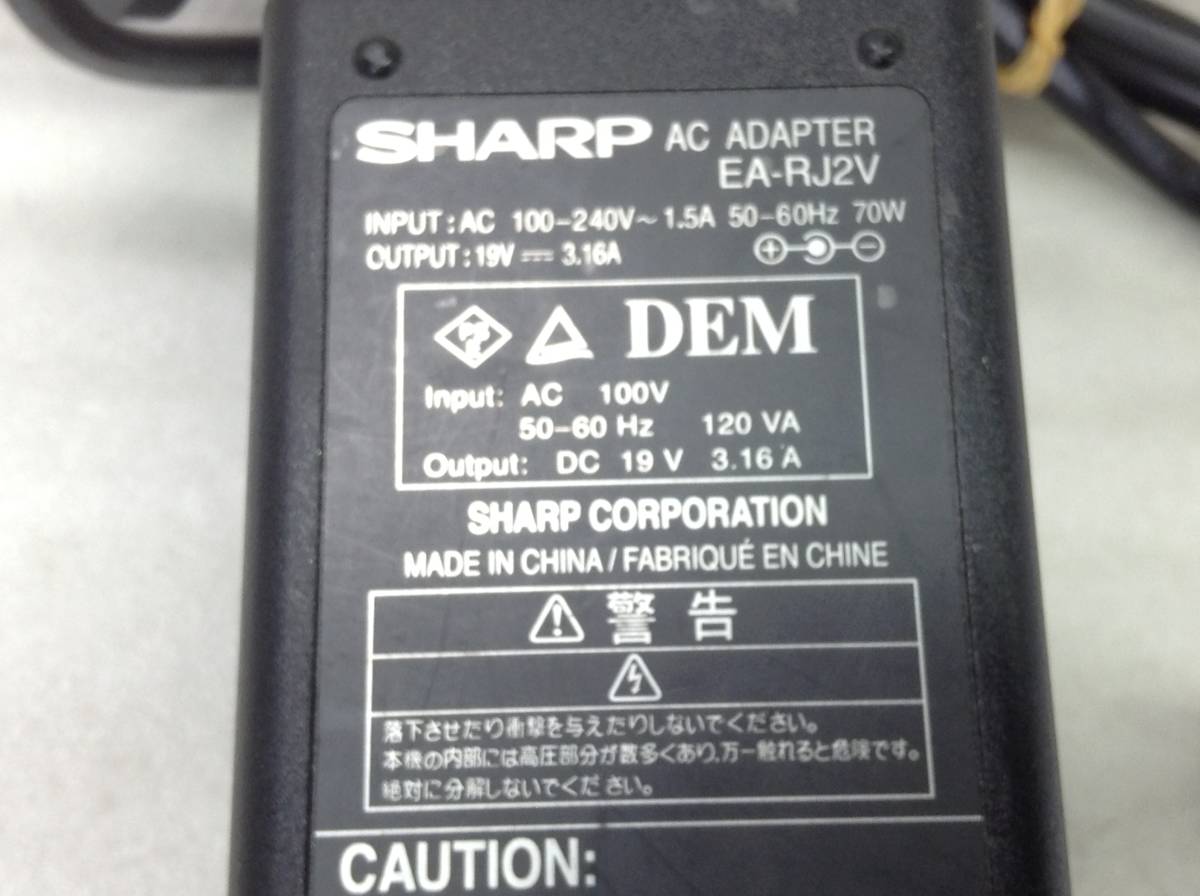 SHARP AC ADAPTER
EA-RJ2V
INPUT:AC 100-240V~ 1.5A 50-60Hz 70W
OUTPUT:19V ⎓ 3.16A
DEM
Input: AC 100V
50-60 Hz 120 VA
Output: DC 19 V 3.16 A
SHARP CORPORATION
MADE IN CHINA / FABRIQUÉ EN CHINE
警告
落下させたり衝撃を与えたりしないでください。
本機の内部には高圧部分が数多くあり、万一触れると危険です。
絶対に分解しないでください。
CAUTION: